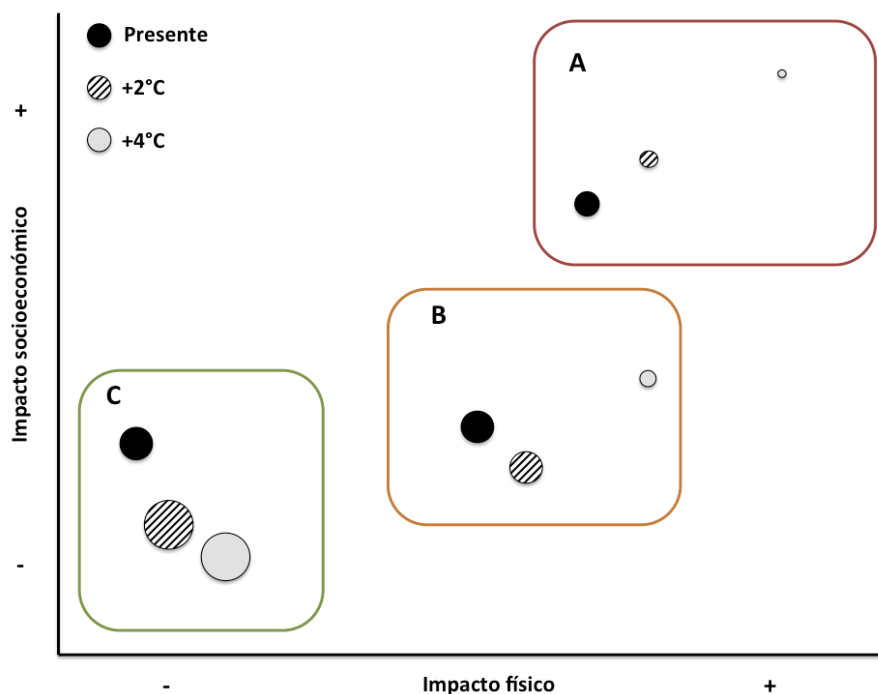 Presente
+2°C
+4°C
A
B
C
+
Impacto socioeconómico
-
-
Impacto físico
+